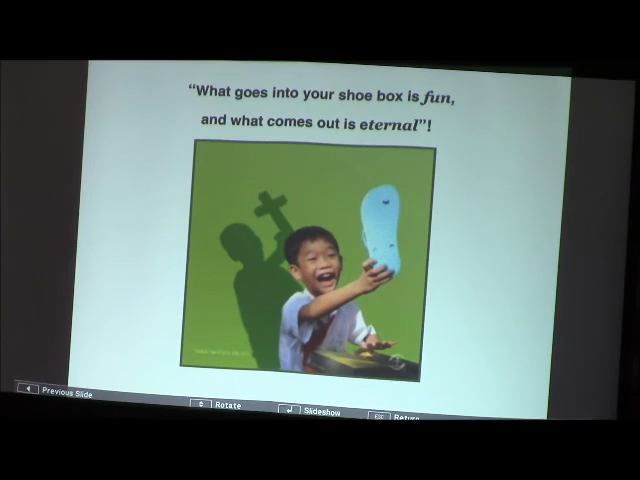 “What goes into your shoe box is fun,
and what comes out is eternal”!
Previous Slide
Rotate
Slideshow
ESC Return